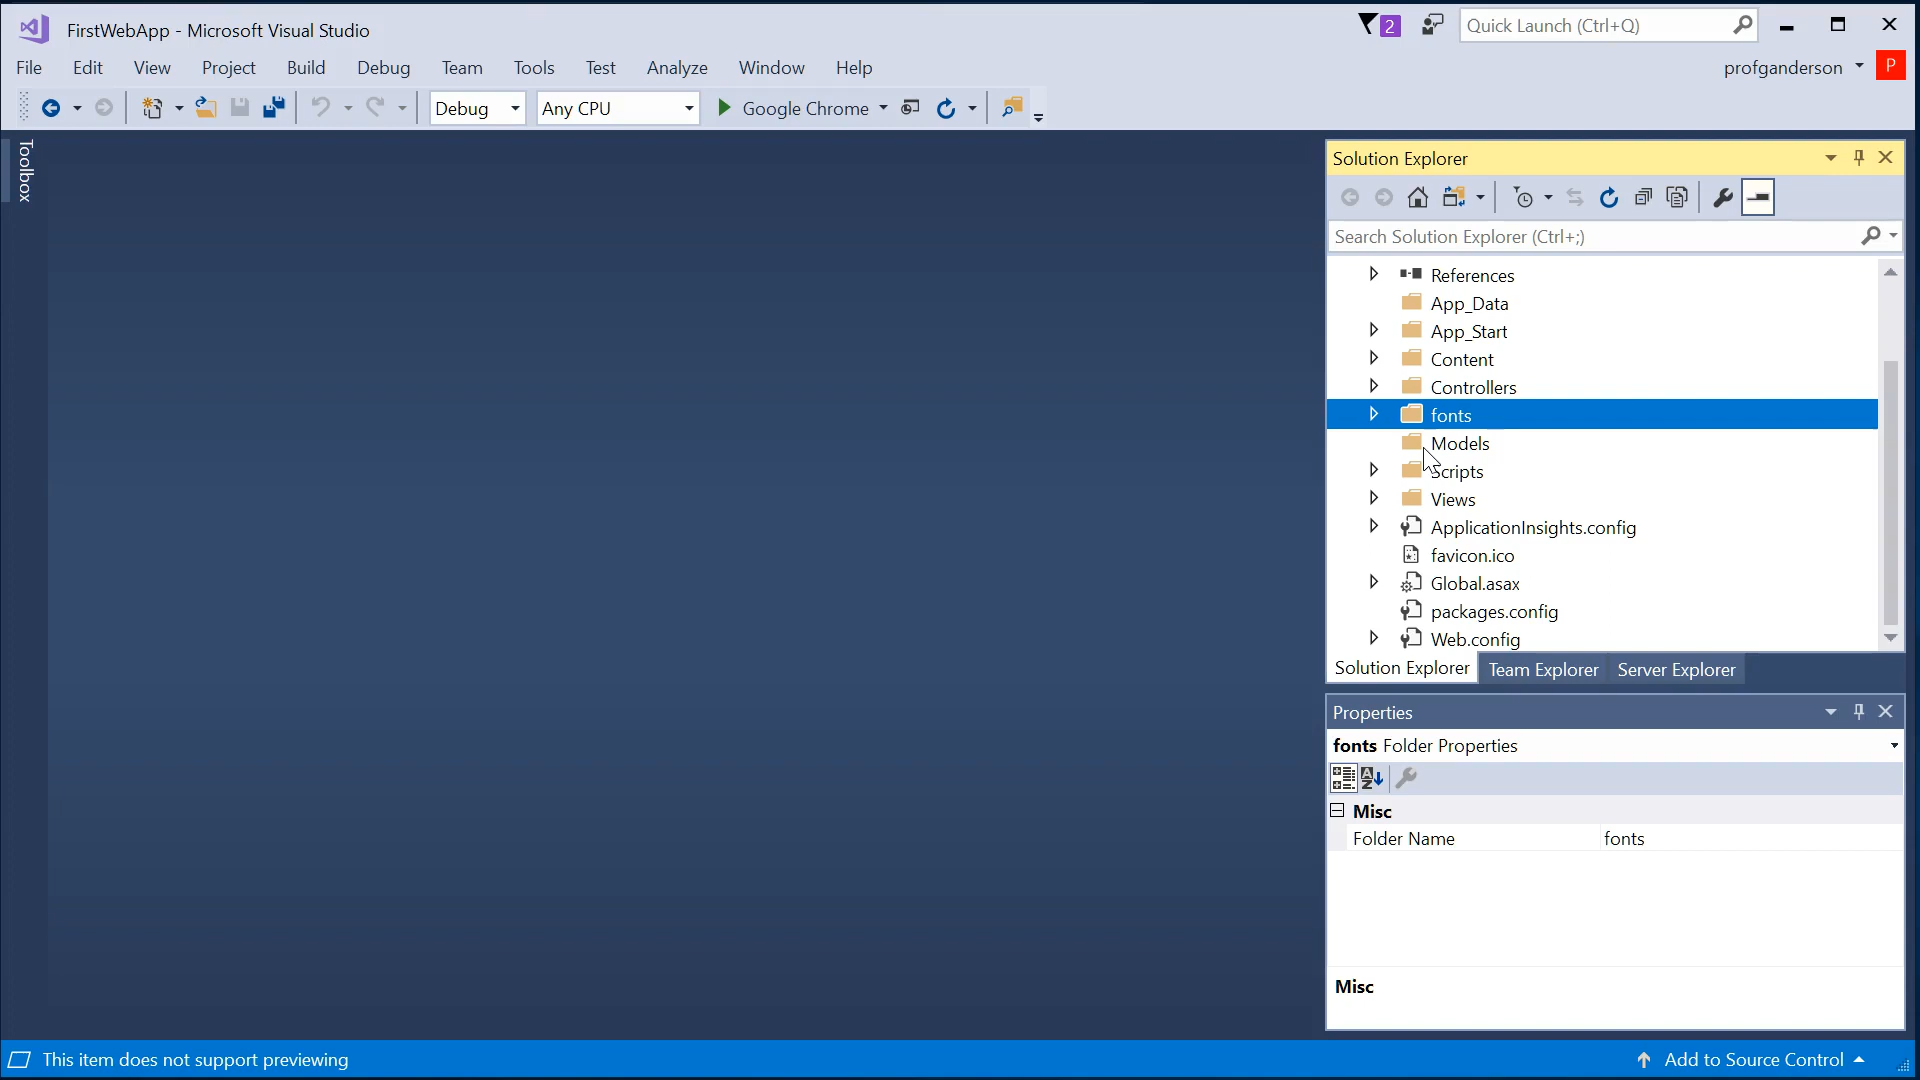 FirstWebApp - Microsoft Visual Studio
2
Quick Launch (Ctrl+Q)
File Edit View Project Build Debug Team Tools Test Analyze Window Help
profganderson P
Debug Any CPU Google Chrome
Toolbox
Solution Explorer
Search Solution Explorer (Ctrl+;)
References
App_Data
App_Start
Content
Controllers
fonts
Models
Scripts
Views
ApplicationInsights.config
favicon.ico
Global.asax
packages.config
Web.config
Solution Explorer Team Explorer Server Explorer
Properties
fonts Folder Properties
Misc
Folder Name fonts
Misc
This item does not support previewing
Add to Source Control